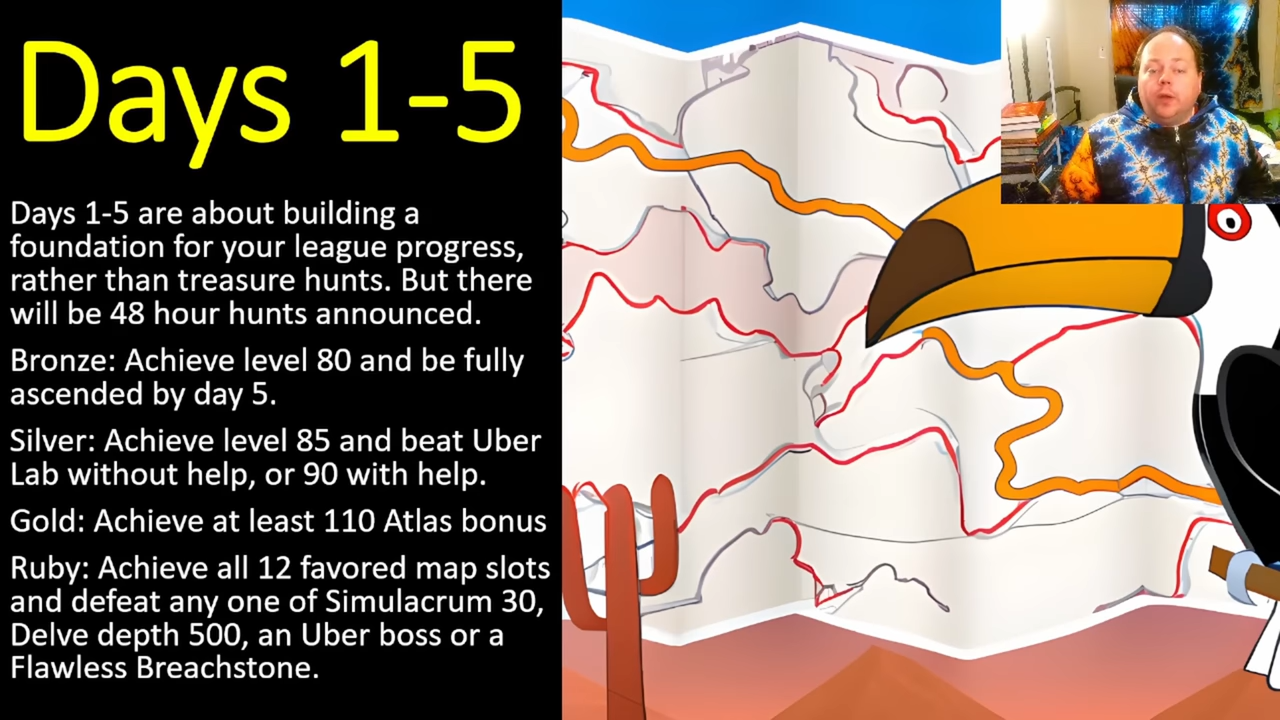 Days 1-5
Days 1-5 are about building a
foundation for your league progress,
rather than treasure hunts. But there
will be 48 hour hunts announced.
Bronze: Achieve level 80 and be fully
ascended by day 5.
Silver: Achieve level 85 and beat Uber
Lab without help, or 90 with help.
Gold: Achieve at least 110 Atlas bonus
Ruby: Achieve all 12 favored map slots
and defeat any one of Simulacrum 30,
Delve depth 500, an Uber boss or a
Flawless Breachstone.